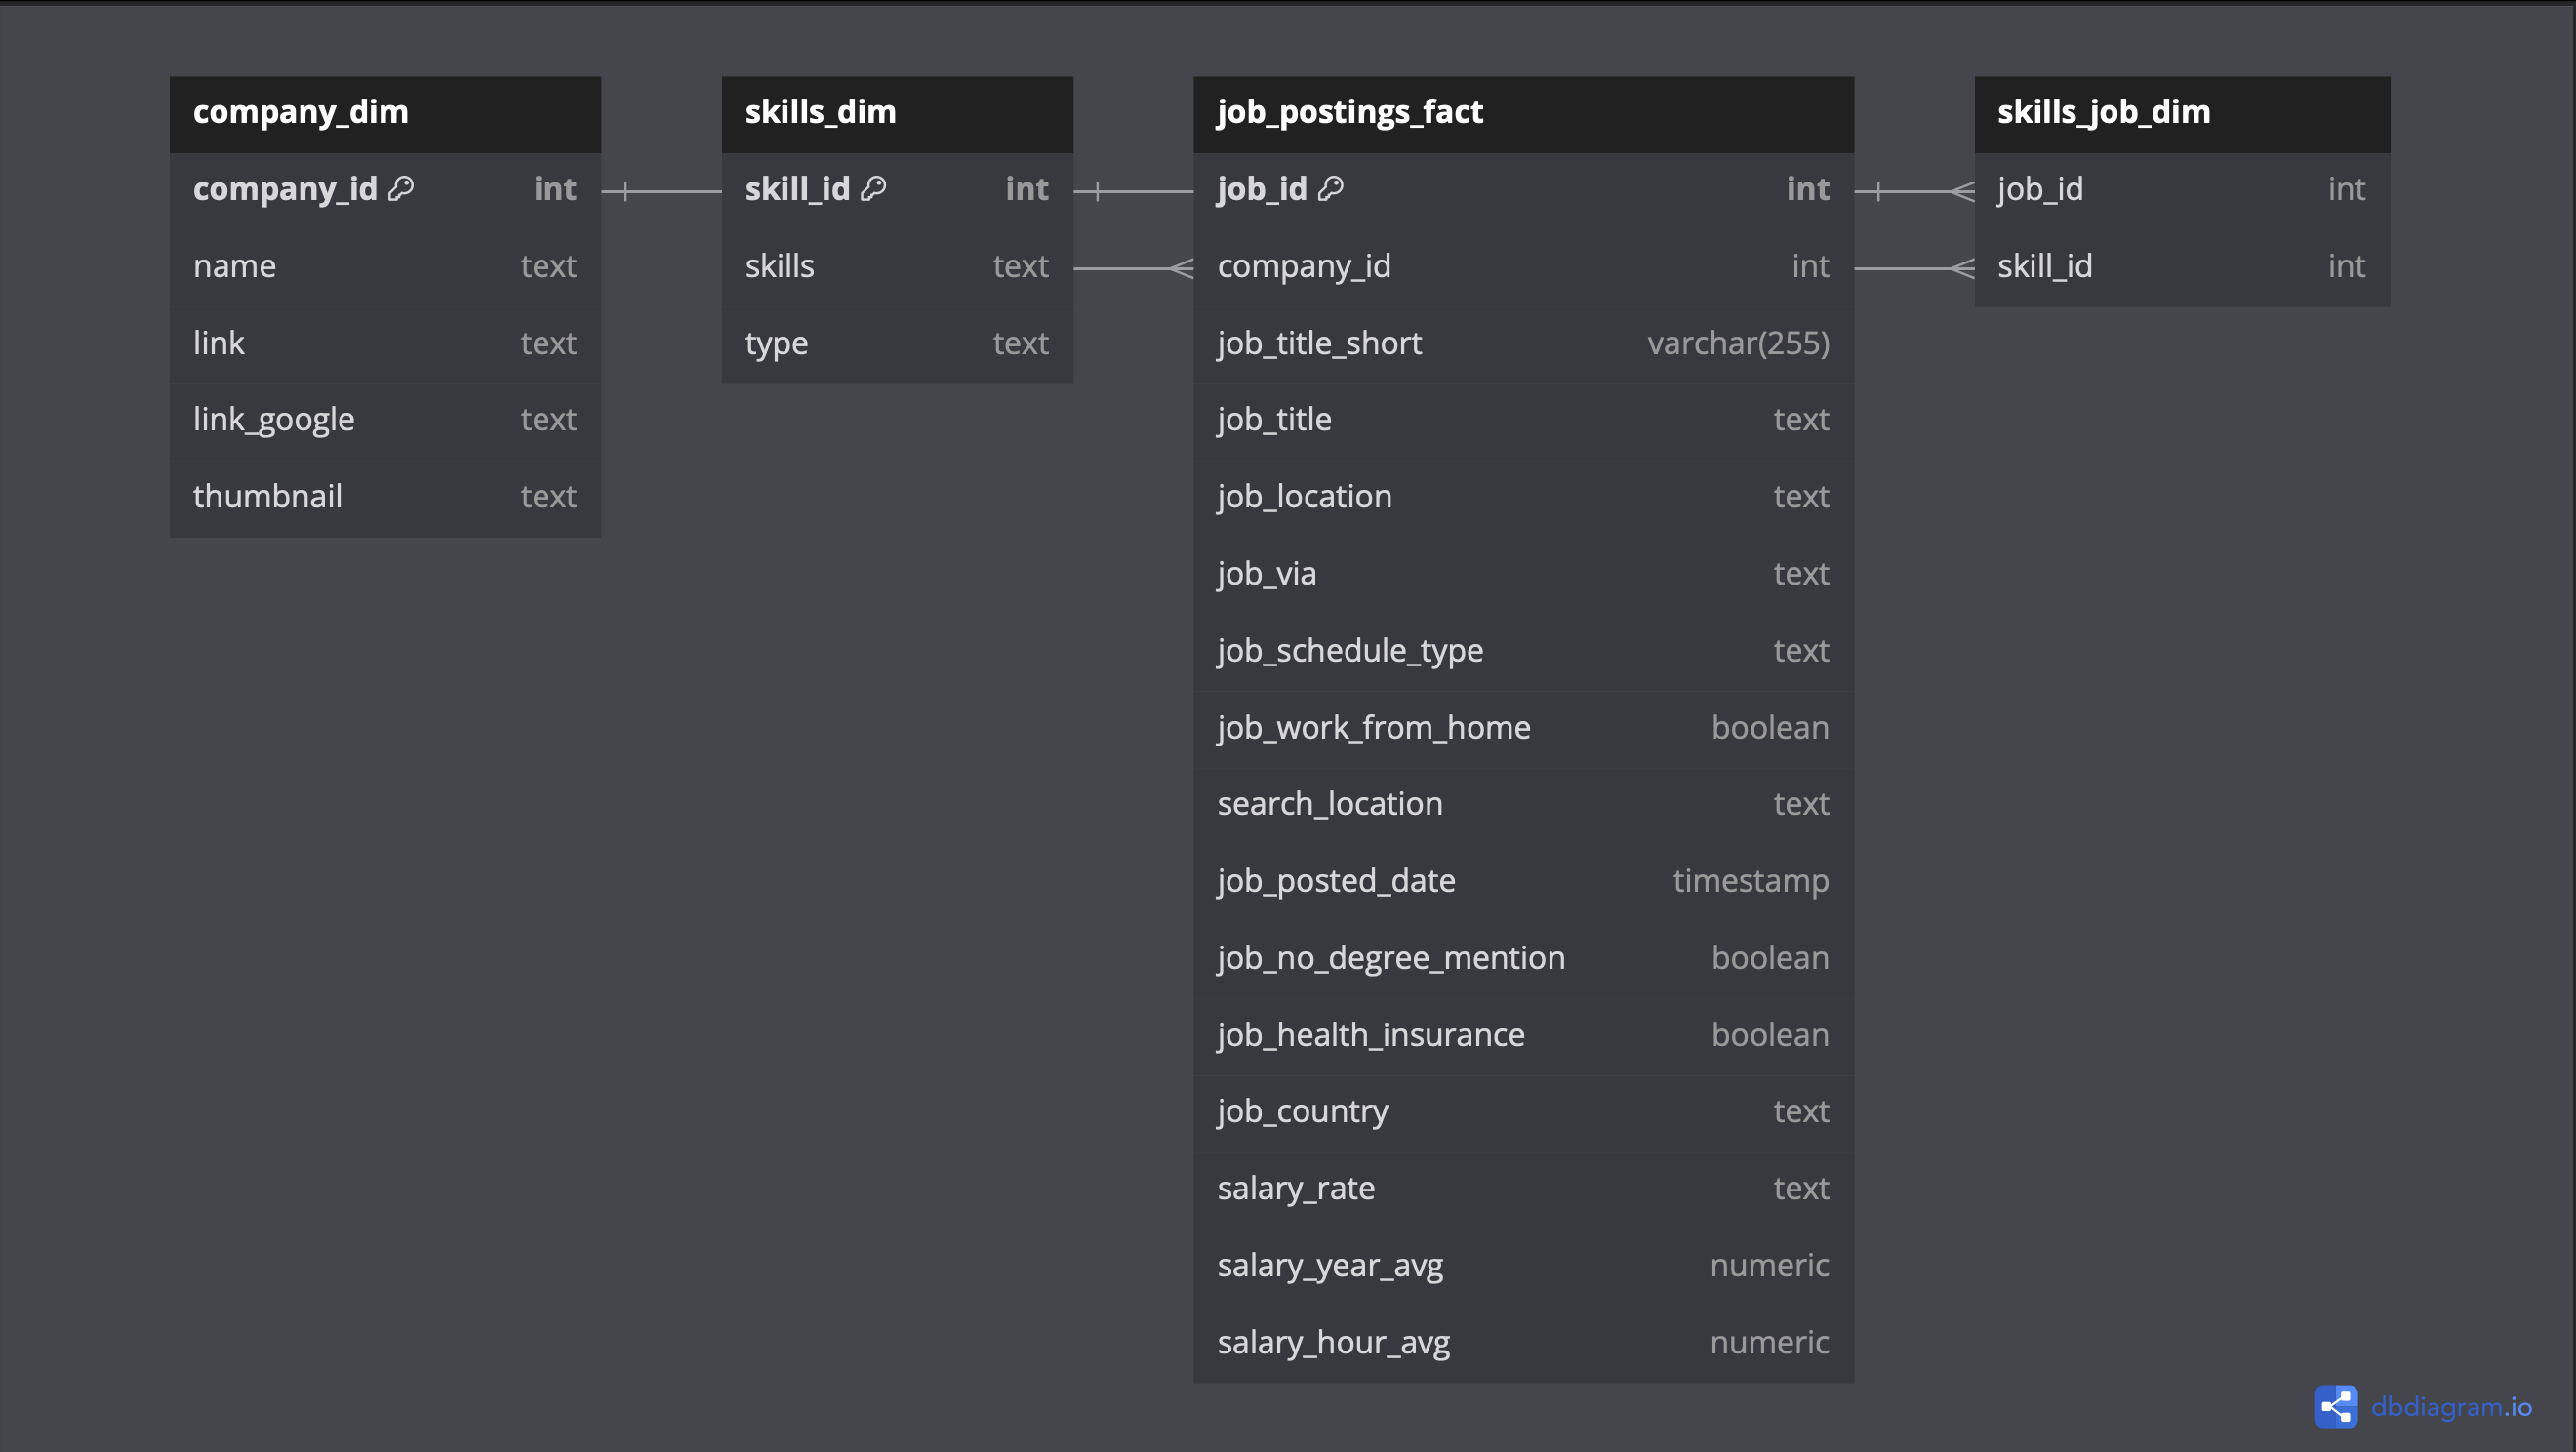 company_dim
company_id int
name text
link text
link_google text
thumbnail text
skills_dim
skill_id int
skills text
type text
job_postings_fact
job_id int
company_id int
job_title_short varchar(255)
job_title text
job_location text
job_via text
job_schedule_type text
job_work_from_home boolean
search_location text
job_posted_date timestamp
job_no_degree_mention boolean
job_health_insurance boolean
job_country text
salary_rate text
salary_year_avg numeric
salary_hour_avg numeric
skills_job_dim
job_id int
skill_id int
dbdiagram.io